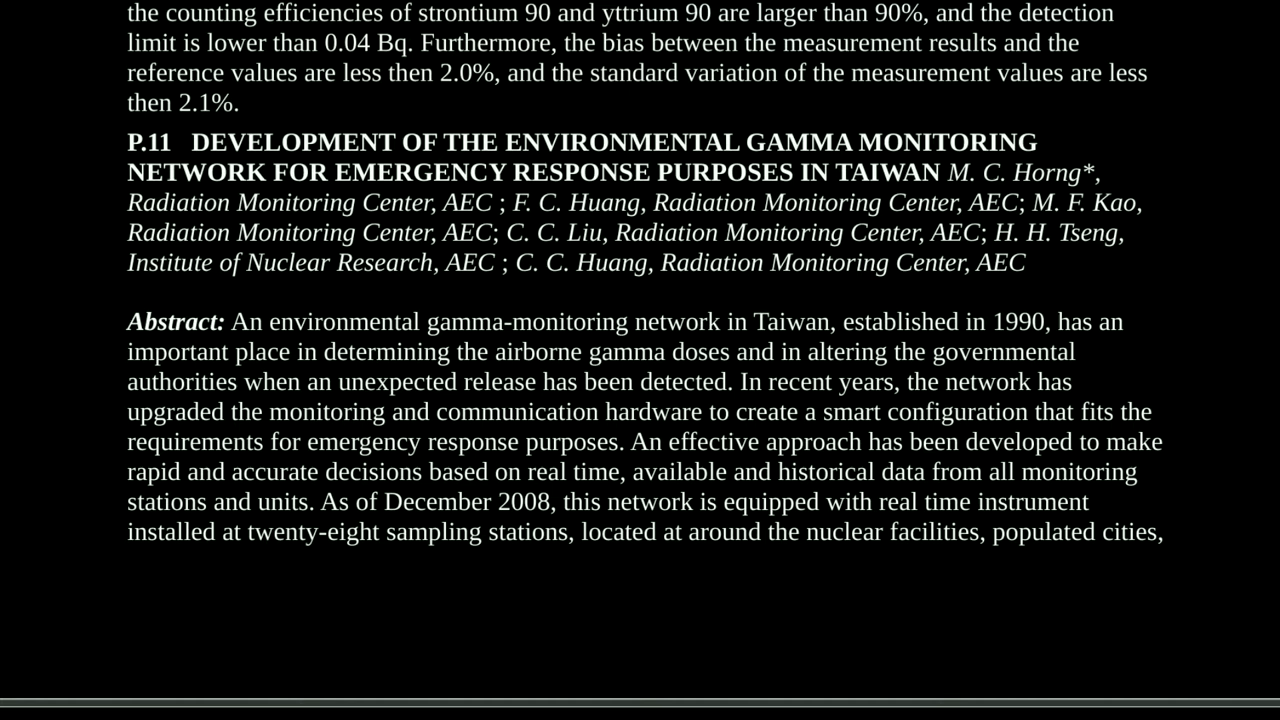 the counting efficiencies of strontium 90 and yttrium 90 are larger than 90%, and the detection
limit is lower than 0.04 Bq. Furthermore, the bias between the measurement results and the
reference values are less then 2.0%, and the standard variation of the measurement values are less
then 2.1%.
P.11 DEVELOPMENT OF THE ENVIRONMENTAL GAMMA MONITORING
NETWORK FOR EMERGENCY RESPONSE PURPOSES IN TAIWAN M. C. Horng*,
Radiation Monitoring Center, AEC ; F. C. Huang, Radiation Monitoring Center, AEC; M. F. Kao,
Radiation Monitoring Center, AEC; C. C. Liu, Radiation Monitoring Center, AEC; H. H. Tseng,
Institute of Nuclear Research, AEC ; C. C. Huang, Radiation Monitoring Center, AEC
Abstract: An environmental gamma-monitoring network in Taiwan, established in 1990, has an
important place in determining the airborne gamma doses and in altering the governmental
authorities when an unexpected release has been detected. In recent years, the network has
upgraded the monitoring and communication hardware to create a smart configuration that fits the
requirements for emergency response purposes. An effective approach has been developed to make
rapid and accurate decisions based on real time, available and historical data from all monitoring
stations and units. As of December 2008, this network is equipped with real time instrument
installed at twenty-eight sampling stations, located at around the nuclear facilities, populated cities,